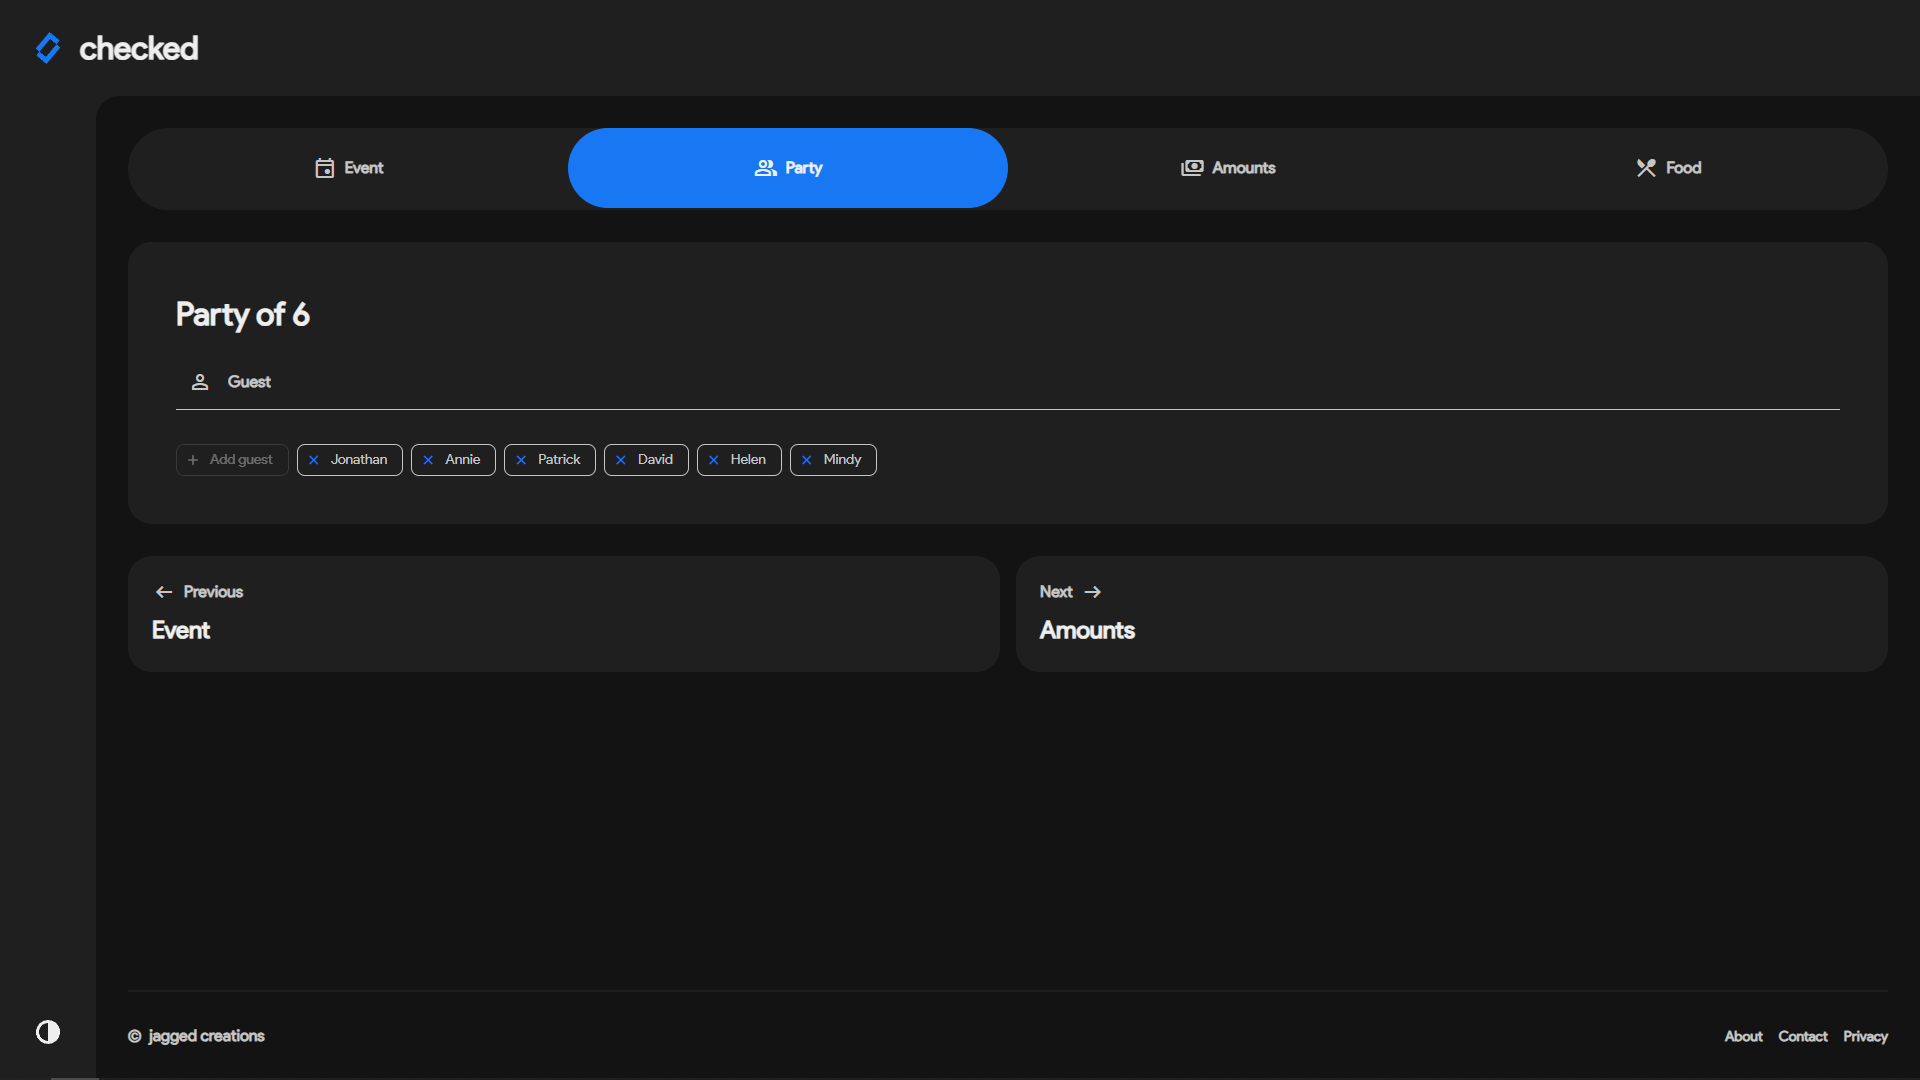 checked
Event Party Amounts Food
Party of 6
Guest
Add guest Jonathan Annie Patrick David Helen Mindy
Previous
Event
Next
Amounts
© jagged creations
About Contact Privacy